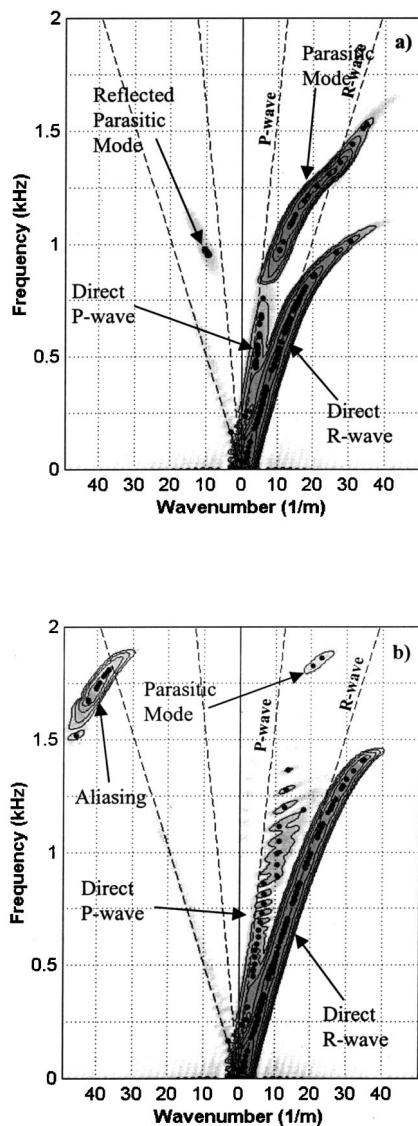 a)
2
1.5
1
0.5
0
Frequency (kHz)
Parasitic
Mode
R-wave
P-wave
Reflected
Parasitic
Mode
Direct
P-wave
Direct
R-wave
40 30 20 10 0 10 20 30 40
Wavenumber (1/m)
b)
2
1.5
1
0.5
0
Frequency (kHz)
Parasitic
Mode
P-wave
R-wave
Aliasing
Direct
P-wave
Direct
R-wave
50 40 30 20 10 0 10 20 30 40
Wavenumber (1/m)